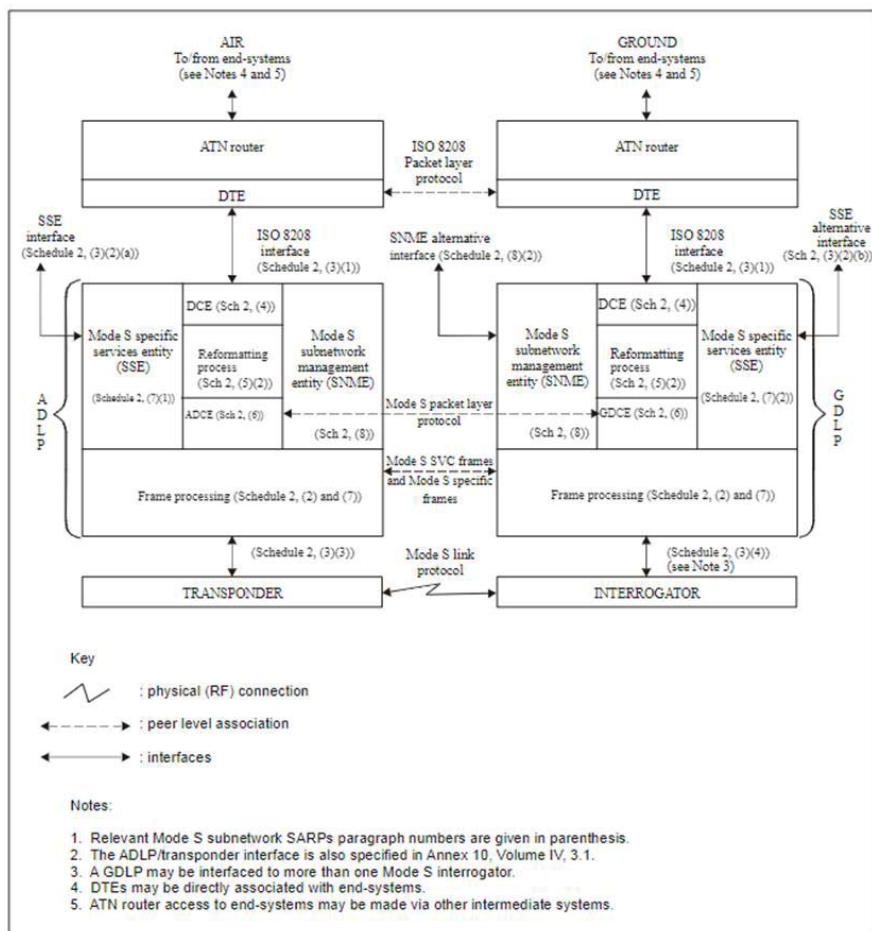 AIR
To/from end-systems
(see Notes 4 and 5)
GROUND
To/from end-systems
(see Notes 4 and 5)
ATN router
DTE
ISO 8208
Packet layer
protocol
ATN router
DTE
SSE
interface
(Schedule 2, (3)(2)(a))
ISO 8208
interface
(Schedule 2, (3)(1))
SNME alternative
interface (Schedule 2, (8)(2))
ISO 8208
interface
(Schedule 2, (3)(1))
SSE
alternative
interface
(Sch 2, (3)(2)(b))
ADLP
Mode S specific
services entity
(SSE)
(Schedule 2, (7)(1))
DCE (Sch 2, (4))
Reformatting
process
(Sch 2, (5)(2))
ADCE (Sch 2, (6))
Mode S
subnetwork
management
entity (SNME)
(Sch 2, (8))
Frame processing (Schedule 2, (2) and (7))
Mode S packet layer
protocol
Mode S SVC frames
and Mode S specific
frames
Mode S
subnetwork
management
entity (SNME)
(Sch 2, (8))
DCE (Sch 2, (4))
Reformatting
process
(Sch 2, (5)(2))
GDCE (Sch 2, (6))
Mode S specific
services entity
(SSE)
(Schedule 2, (7)(2))
Frame processing (Schedule 2, (2) and (7))
GDLP
(Schedule 2, (3)(3))
Mode S link
protocol
(Schedule 2, (3)(4))
(see Note 3)
TRANSPONDER
INTERROGATOR
Key
: physical (RF) connection
: peer level association
: interfaces
Notes:
1. Relevant Mode S subnetwork SARPs paragraph numbers are given in parenthesis.
2. The ADLP/transponder interface is also specified in Annex 10, Volume IV, 3.1.
3. A GDLP may be interfaced to more than one Mode S interrogator.
4. DTEs may be directly associated with end-systems.
5. ATN router access to end-systems may be made via other intermediate systems.